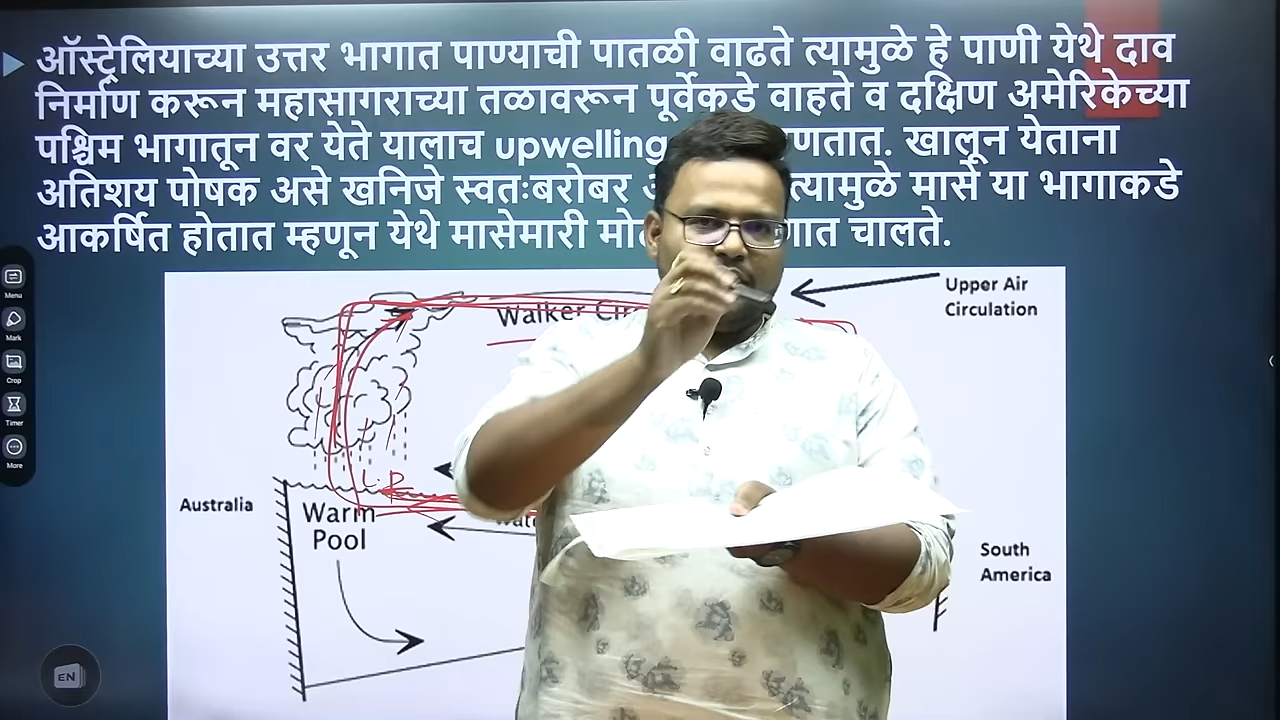 ऑस्ट्रेलियाच्या उत्तर भागात पाण्याची पातळी वाढते त्यामुळे हे पाणी येथे दाव
निर्माण करून महासागराच्या तळावरून पूर्वेकडे वाहते व दक्षिण अमेरिकेच्या
पश्चिम भागातून वर येते यालाच upwelling णतात. खालून येताना
अतिशय पोषक असे खनिजे स्वतःबरोबर त्यामुळे मासे या भागाकडे
आकर्षित होतात म्हणून येथे मासेमारी चालते.
Menu
Mark
Crop
Timer
More
Upper Air
Circulation
Walker
L.P
Australia
Warm
Pool
South
America
EN